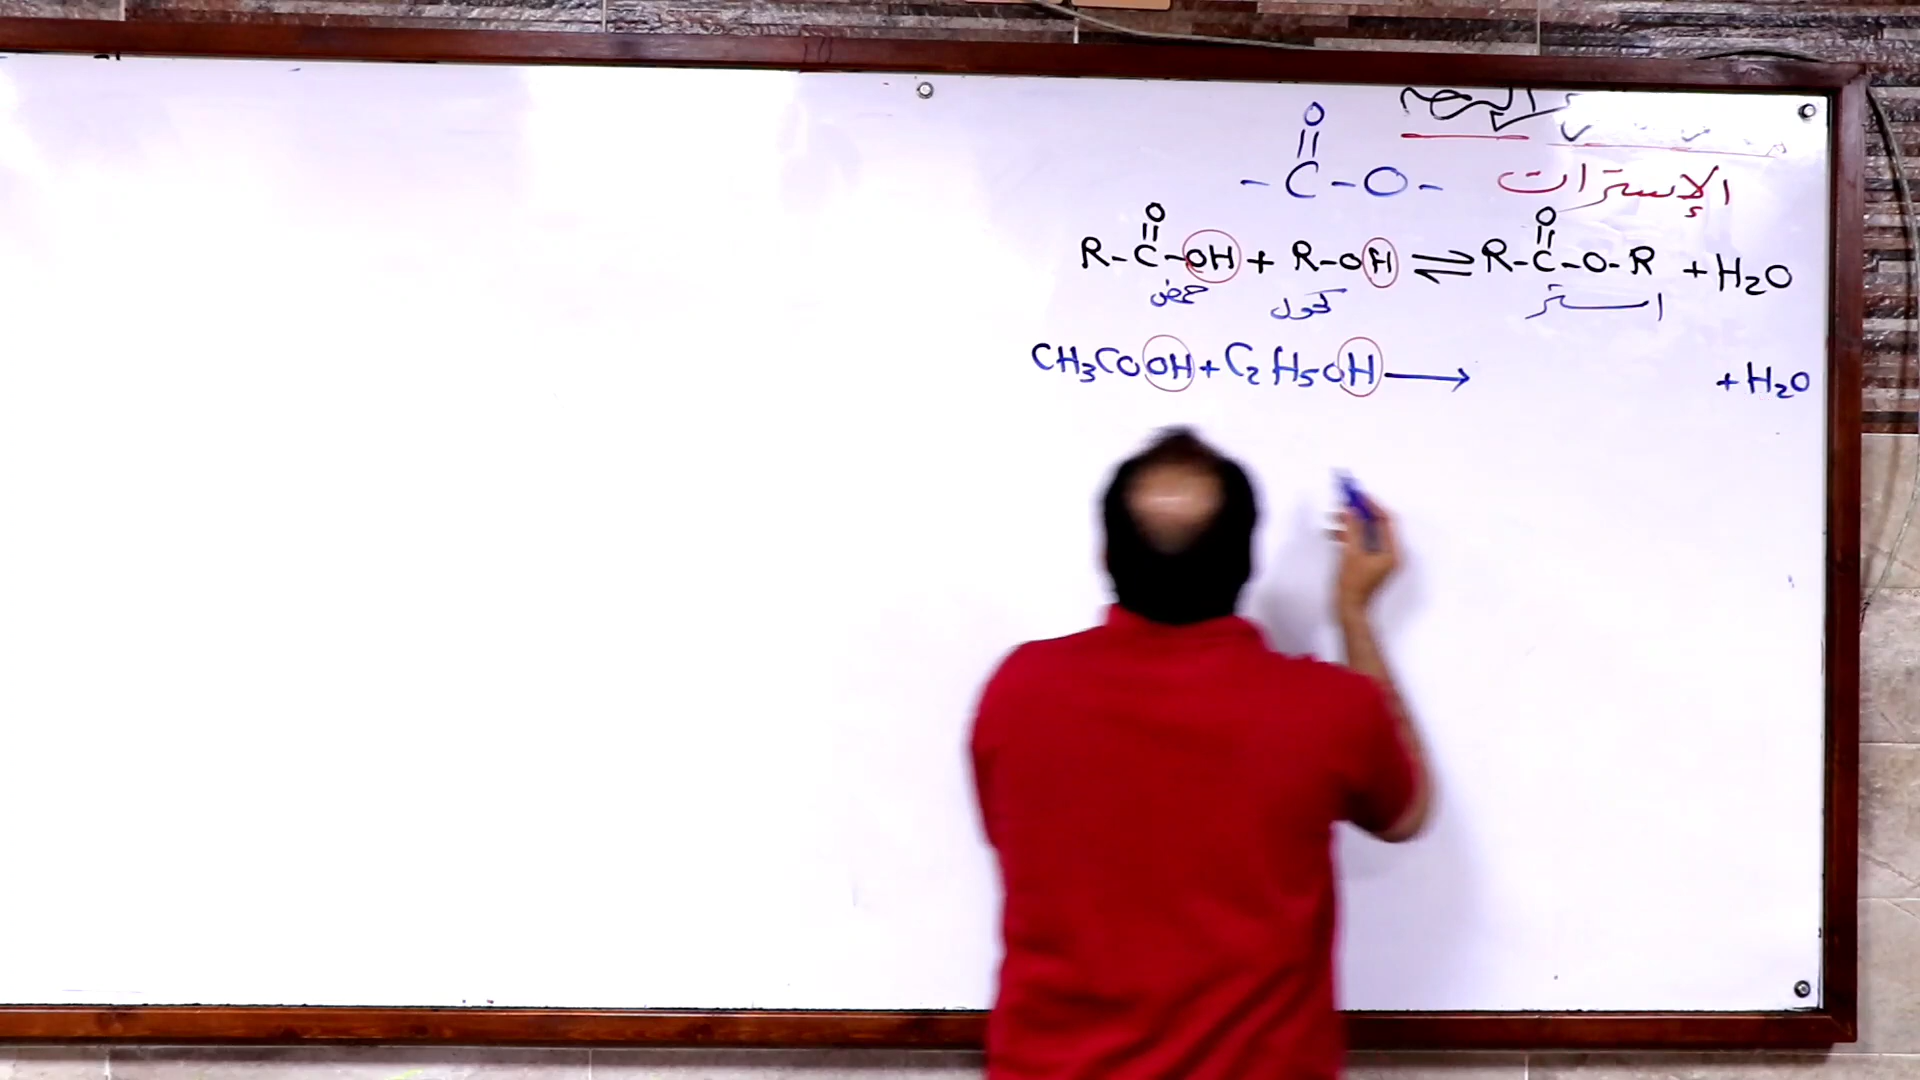 الإسترات
O
||
- C - O -
O
||
R-C-OH + R-OH ⇌ R-C-O-R + H₂O
حمض كحول استر
CH₃COOH + C₂H₅OH ⟶ + H₂O